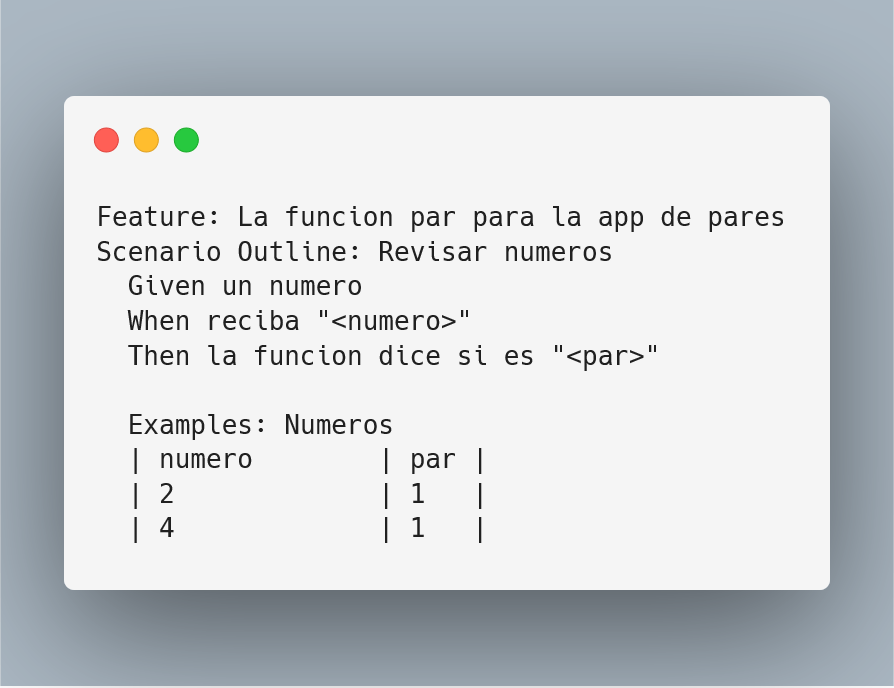 Feature: La funcion par para la app de pares
Scenario Outline: Revisar numeros
  Given un numero
  When reciba "<numero>"
  Then la funcion dice si es "<par>"

  Examples: Numeros
  | numero        | par |
  | 2             | 1   |
  | 4             | 1   |